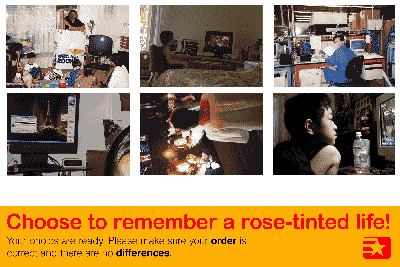 Choose to remember a rose-tinted life!
Your photos are ready. Please make sure your order is
correct and there are no differences.